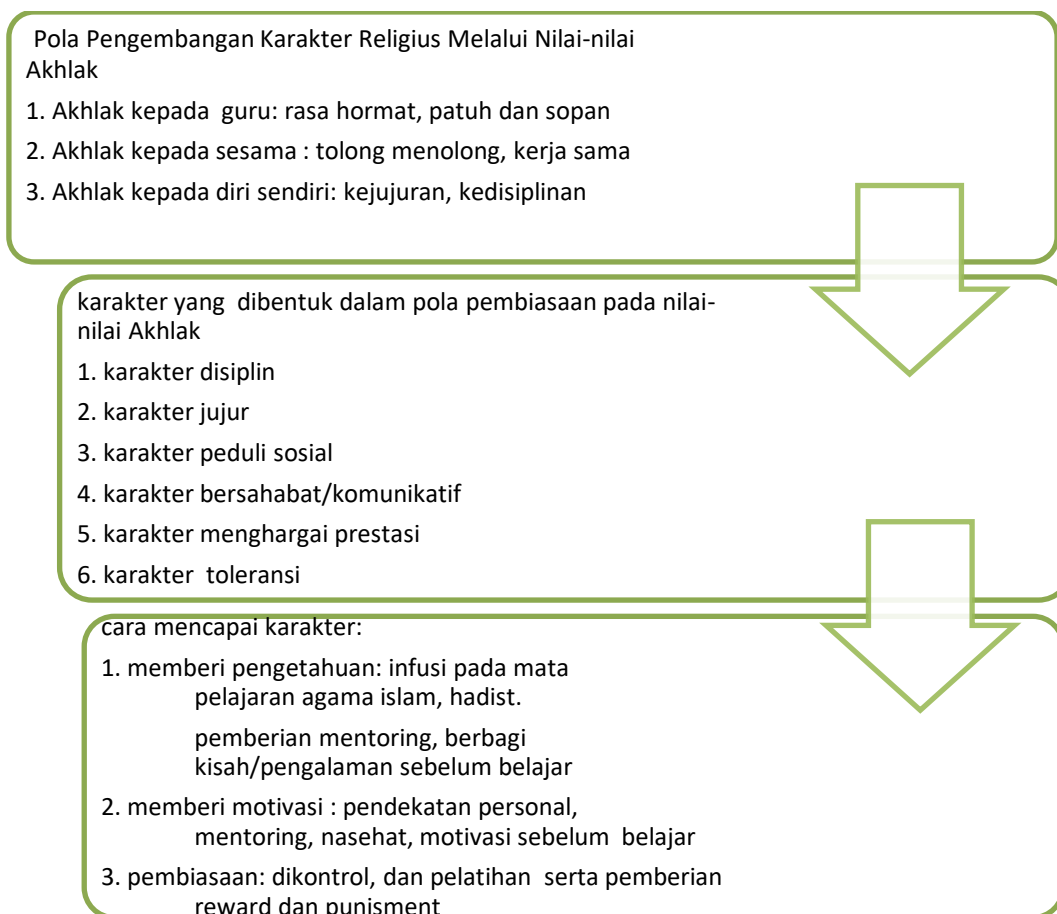 Pola Pengembangan Karakter Religius Melalui Nilai-nilai
Akhlak
1. Akhlak kepada guru: rasa hormat, patuh dan sopan
2. Akhlak kepada sesama : tolong menolong, kerja sama
3. Akhlak kepada diri sendiri: kejujuran, kedisiplinan
karakter yang dibentuk dalam pola pembiasaan pada nilai-
nilai Akhlak
1. karakter disiplin
2. karakter jujur
3. karakter peduli sosial
4. karakter bersahabat/komunikatif
5. karakter menghargai prestasi
6. karakter toleransi
cara mencapai karakter:
1. memberi pengetahuan: infusi pada mata
pelajaran agama islam, hadist.
pemberian mentoring, berbagi
kisah/pengalaman sebelum belajar
2. memberi motivasi : pendekatan personal,
mentoring, nasehat, motivasi sebelum belajar
3. pembiasaan: dikontrol, dan pelatihan serta pemberian
reward dan punisment